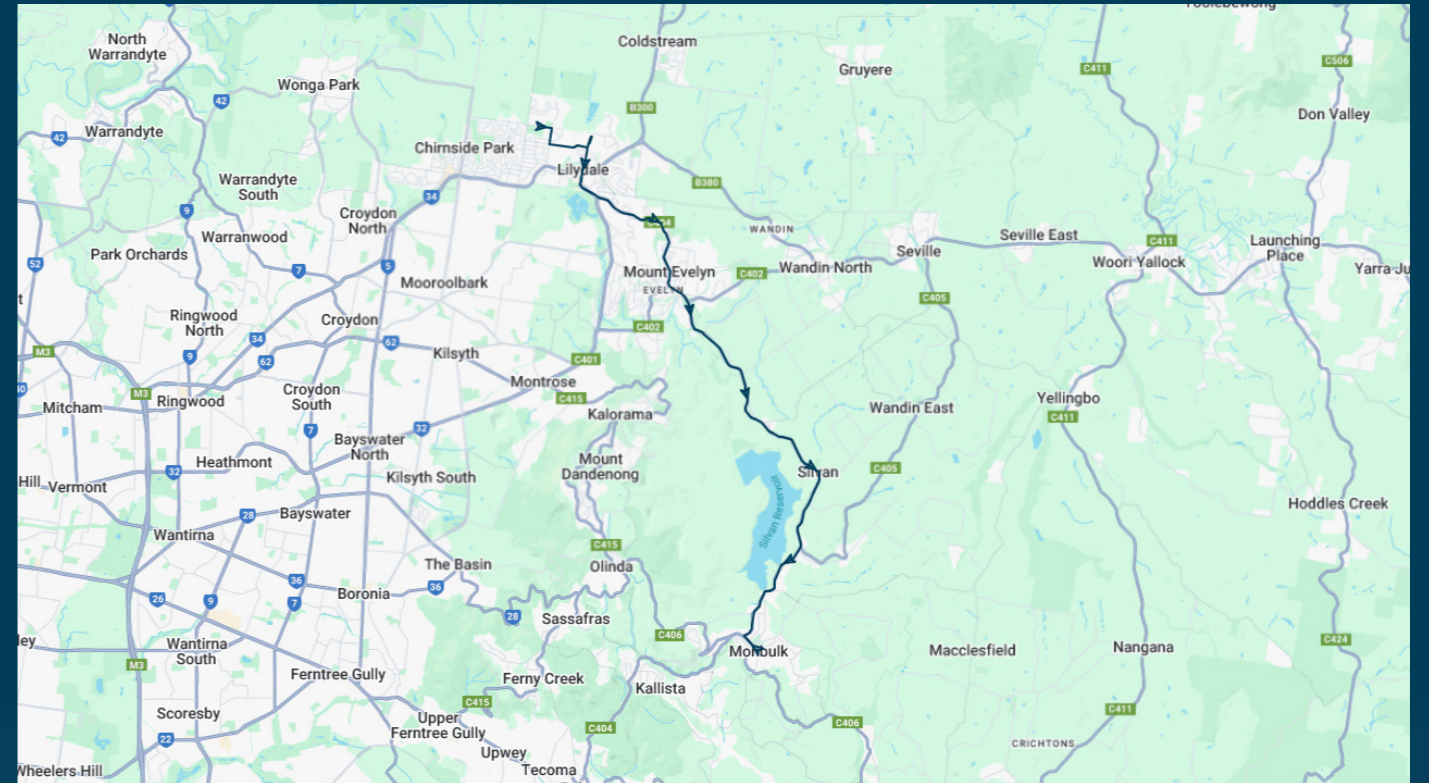 Toolebewong
North
Warrandyte
Coldstream
C506
Gruyere
C411
Wonga Park
42
B300
Don Valley
Warrandyte
42
Chirnside Park
Lilydale
B380
Warrandyte
South
34
9
Croydon
North
C404
WANDIN
Warranwood
Seville East
C411
Launching
Place
Park Orchards
Seville
Woori Yallock
52
7
5
Mount Evelyn
C402
Wandin North
Yarra Ju
Mooroolbark
EVELYN
C405
t
Ringwood
North
Croydon
C402
34
62
M3
9
62
Kilsyth
C401
40
M3
Ringwood
Croydon
South
Montrose
C415
Yellingbo
Mitcham
Kalorama
Wandin East
C411
7
32
Bayswater
North
Heathmont
32
Mount
Dandenong
Silvan
C405
Hill
Vermont
Kilsyth South
Silvan Reservoir
Hoddles Creek
28
Bayswater
Wantirna
C415
The Basin
Olinda
36
36
Boronia
26
9
7
28
Sassafras
C406
C424
ley
Wantirna
South
Monbulk
Macclesfield
Nangana
M3
Ferntree Gully
Ferny Creek
Kallista
C415
C411
Scoresby
Upper
Ferntree Gully
C404
C406
22
Upwey
CRICHTONS
Wheelers Hill
Tecoma